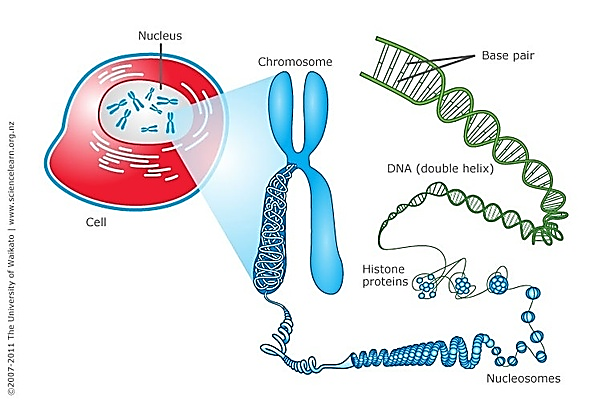 Nucleus
Chromosome
Base pair
DNA (double helix)
Cell
Histone
proteins
Nucleosomes
©2007-2011 The University of Waikato | www.sciencelearn.org.nz